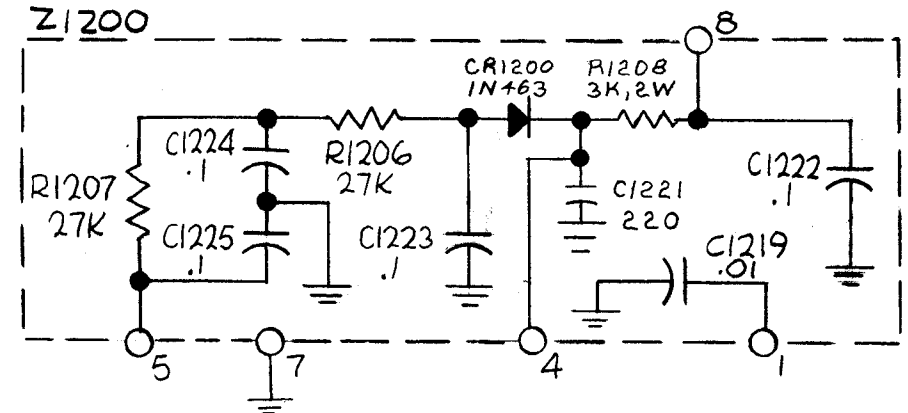 Z1200
8
CR1200
1N463
R1208
3K, 2W
C1224
.1
R1206
27K
R1207
27K
C1225
.1
C1223
.1
C1221
220
C1222
.1
C1219
.01
5
7
4
1